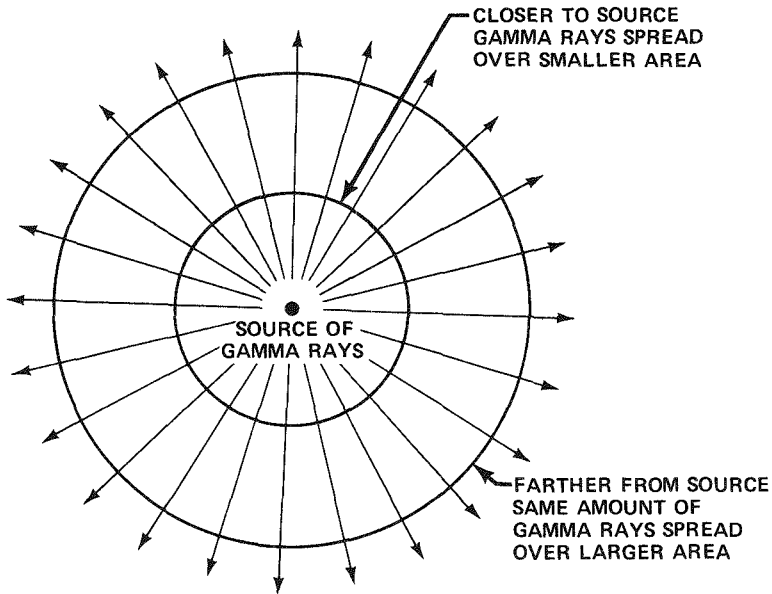 CLOSER TO SOURCE
GAMMA RAYS SPREAD
OVER SMALLER AREA
SOURCE OF
GAMMA RAYS
FARTHER FROM SOURCE
SAME AMOUNT OF
GAMMA RAYS SPREAD
OVER LARGER AREA